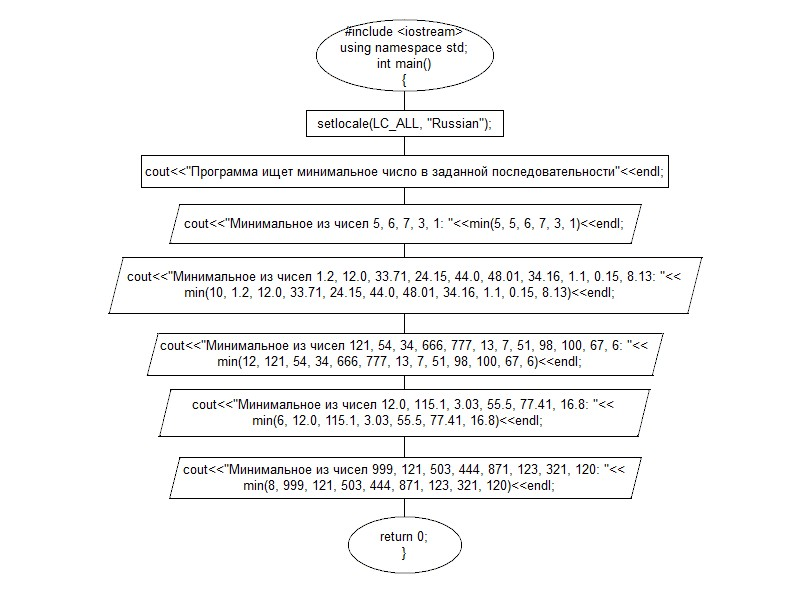 #include <iostream>
using namespace std;
int main()
{
setlocale(LC_ALL, "Russian");
cout<<"Программа ищет минимальное число в заданной последовательности"<<endl;
cout<<"Минимальное из чисел 5, 6, 7, 3, 1: "<<min(5, 5, 6, 7, 3, 1)<<endl;
cout<<"Минимальное из чисел 1.2, 12.0, 33.71, 24.15, 44.0, 48.01, 34.16, 1.1, 0.15, 8.13: "<<
min(10, 1.2, 12.0, 33.71, 24.15, 44.0, 48.01, 34.16, 1.1, 0.15, 8.13)<<endl;
cout<<"Минимальное из чисел 121, 54, 34, 666, 777, 13, 7, 51, 98, 100, 67, 6: "<<
min(12, 121, 54, 34, 666, 777, 13, 7, 51, 98, 100, 67, 6)<<endl;
cout<<"Минимальное из чисел 12.0, 115.1, 3.03, 55.5, 77.41, 16.8: "<<
min(6, 12.0, 115.1, 3.03, 55.5, 77.41, 16.8)<<endl;
cout<<"Минимальное из чисел 999, 121, 503, 444, 871, 123, 321, 120: "<<
min(8, 999, 121, 503, 444, 871, 123, 321, 120)<<endl;
return 0;
}